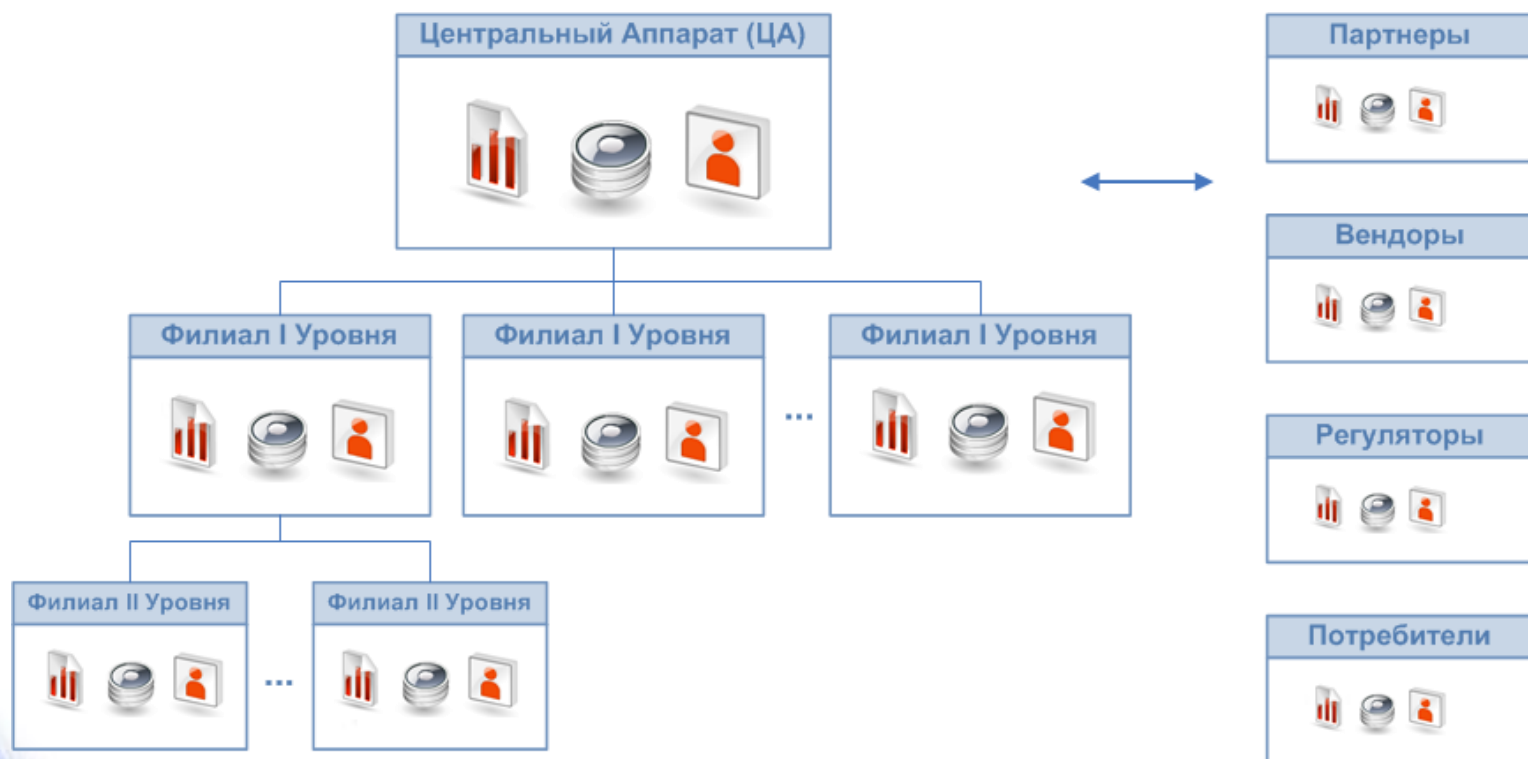 Центральный Аппарат (ЦА)
Партнеры
Вендоры
Филиал I Уровня
Филиал I Уровня
...
Филиал I Уровня
Регуляторы
Филиал II Уровня
...
Филиал II Уровня
Потребители